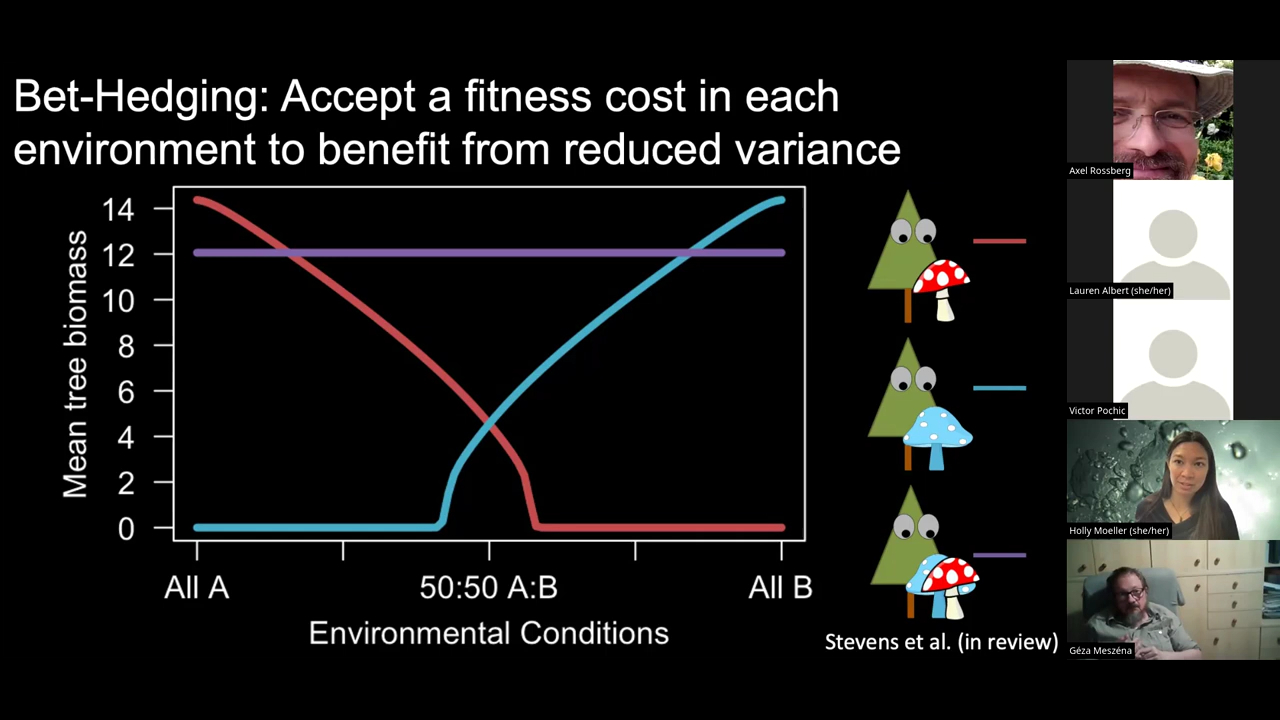 Bet-Hedging: Accept a fitness cost in each
environment to benefit from reduced variance
Mean tree biomass
14
12
10
8
6
4
2
0
All A
50:50 A:B
All B
Environmental Conditions
Stevens et al. (in review)
Axel Rossberg
Lauren Albert (she/her)
Victor Pochic
Holly Moeller (she/her)
Géza Meszéna